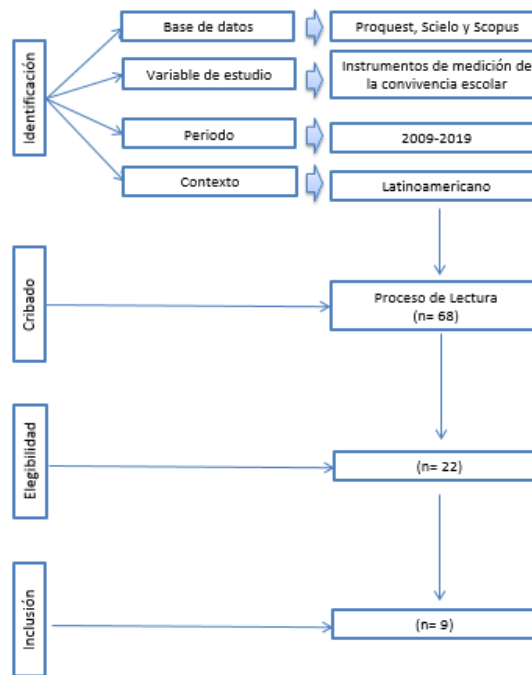 Identificación
Base de datos
Proquest, Scielo y Scopus
Variable de estudio
Instrumentos de medición de
la convivencia escolar
Periodo
2009-2019
Contexto
Latinoamericano
Cribado
Proceso de Lectura
(n= 68)
Elegibilidad
(n= 22)
Inclusión
(n= 9)